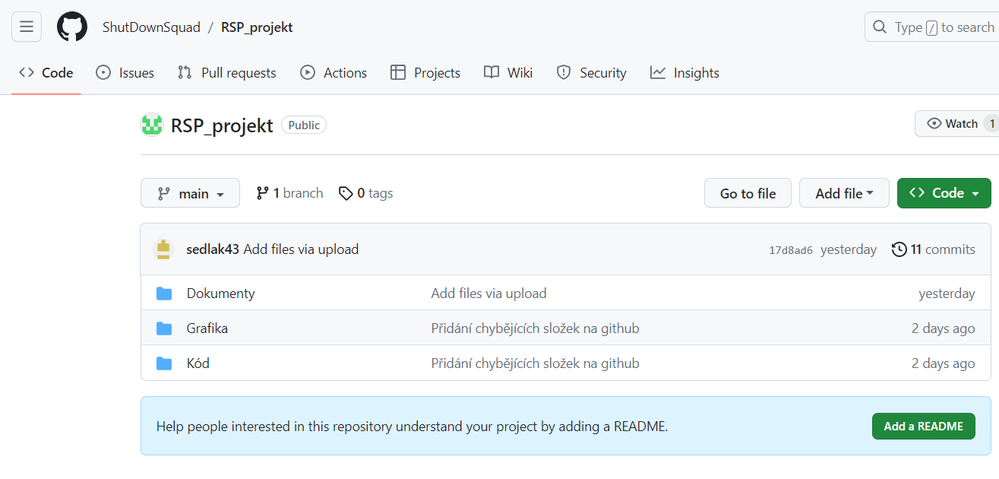 ShutDownSquad / RSP_projekt
Type / to search
Code Issues Pull requests Actions Projects Wiki Security Insights
RSP_projekt Public
Watch 1
main 1 branch 0 tags Go to file Add file Code
sedlak43 Add files via upload 17d8ad6 yesterday 11 commits
Dokumenty Add files via upload yesterday
Grafika Přidání chybějících složek na github 2 days ago
Kód Přidání chybějících složek na github 2 days ago
Help people interested in this repository understand your project by adding a README. Add a README